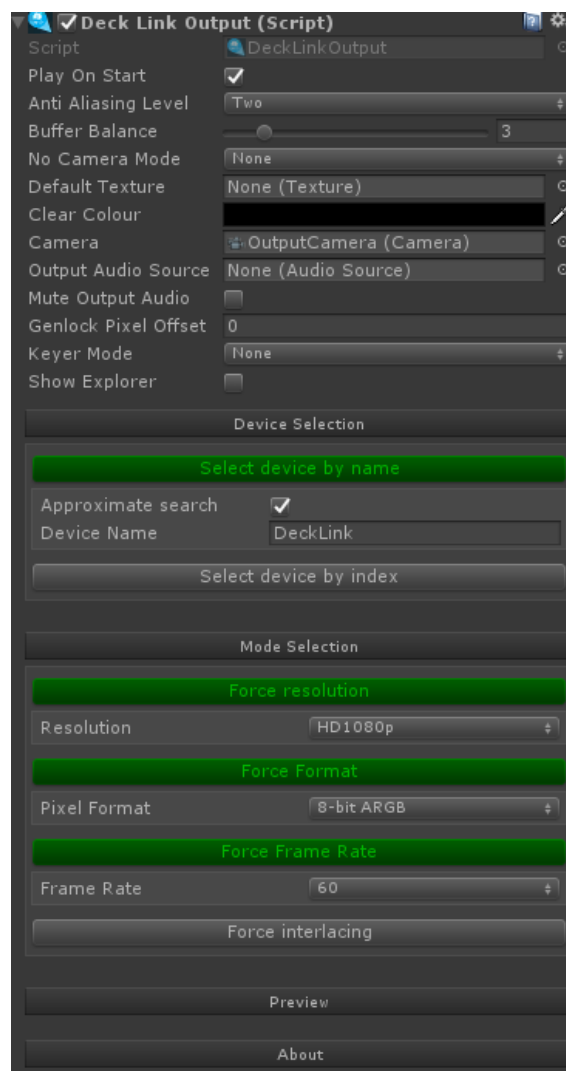 Deck Link Output (Script)
Script DeckLinkOutput
Play On Start
Anti Aliasing Level Two
Buffer Balance 3
No Camera Mode None
Default Texture None (Texture)
Clear Colour
Camera OutputCamera (Camera)
Output Audio Source None (Audio Source)
Mute Output Audio
Genlock Pixel Offset 0
Keyer Mode None
Show Explorer
Device Selection
Select device by name
Approximate search
Device Name DeckLink
Select device by index
Mode Selection
Force resolution
Resolution HD1080p
Force Format
Pixel Format 8-bit ARGB
Force Frame Rate
Frame Rate 60
Force interlacing
Preview
About